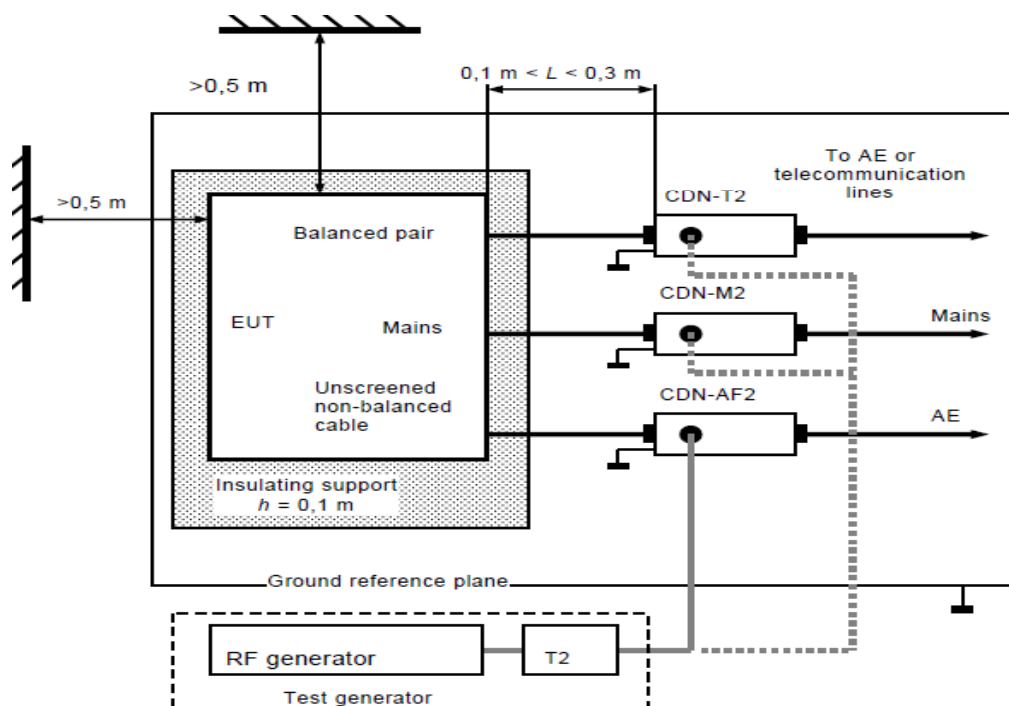 0,1 m < L < 0,3 m
>0,5 m
To AE or
telecommunication
lines
CDN-T2
>0,5 m
Balanced pair
CDN-M2
EUT
Mains
Mains
Unscreened
non-balanced
cable
CDN-AF2
AE
Insulating support
h = 0,1 m
Ground reference plane
RF generator
T2
Test generator